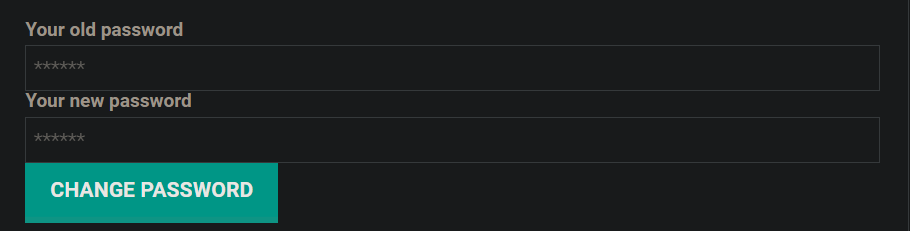 Your old password
******
Your new password
******
CHANGE PASSWORD